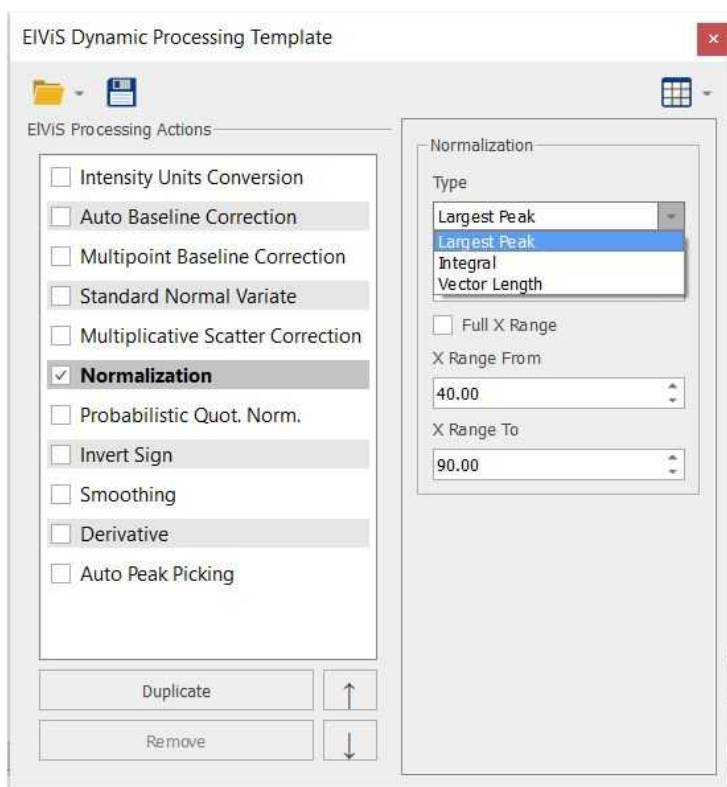 ElViS Dynamic Processing Template
ElViS Processing Actions
Intensity Units Conversion
Auto Baseline Correction
Multipoint Baseline Correction
Standard Normal Variate
Multiplicative Scatter Correction
Normalization
Probabilistic Quot. Norm.
Invert Sign
Smoothing
Derivative
Auto Peak Picking
Duplicate
Remove
Normalization
Type
Largest Peak
Largest Peak
Integral
Vector Length
Full X Range
X Range From
40.00
X Range To
90.00